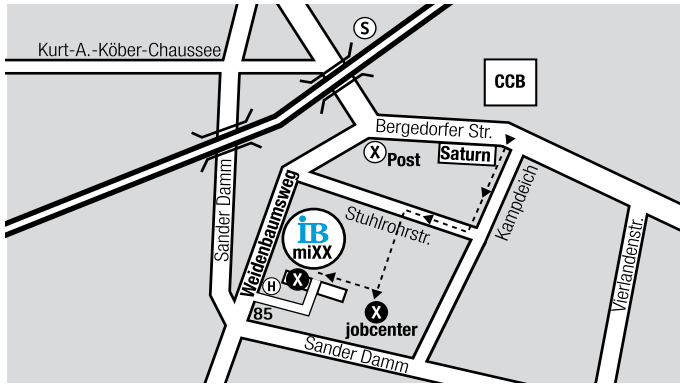 S
Kurt-A.-Köber-Chaussee
CCB
Bergedorfer Str.
X Post
Saturn
Sander Damm
Weidenbaumsweg
Stuhlrohrstr.
Kampdeich
Vierlandenstr.
iB
miXX
H
X
85
X
jobcenter
Sander Damm